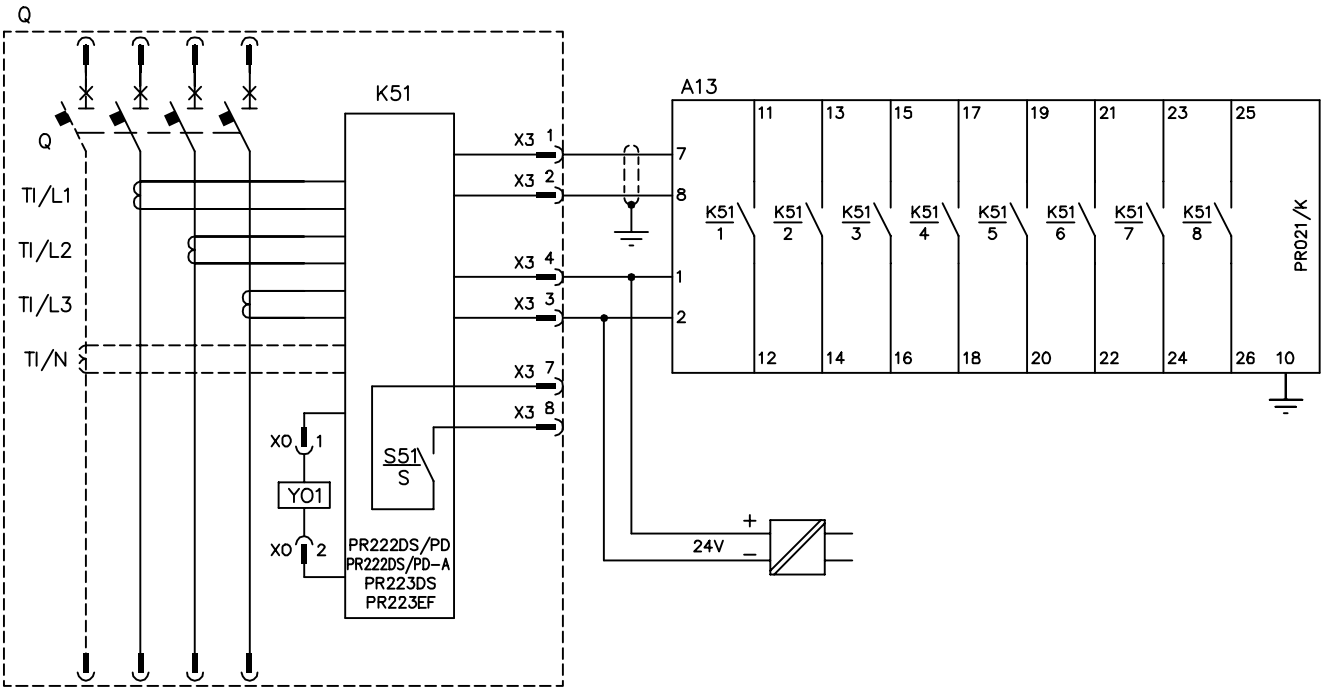 Q
K51
Q
TI/L1
TI/L2
TI/L3
TI/N
X3 1
X3 2
X3 4
X3 3
X3 7
X3 8
XO 1
YO1
XO 2
S51
S
PR222DS/PD
PR222DS/PD-A
PR223DS
PR223EF
+
24V
−
A13
11 13 15 17 19 21 23 25
7
8
1
2
K51 K51 K51 K51 K51 K51 K51 K51
1 2 3 4 5 6 7 8
PR021/K
12 14 16 18 20 22 24 26 10